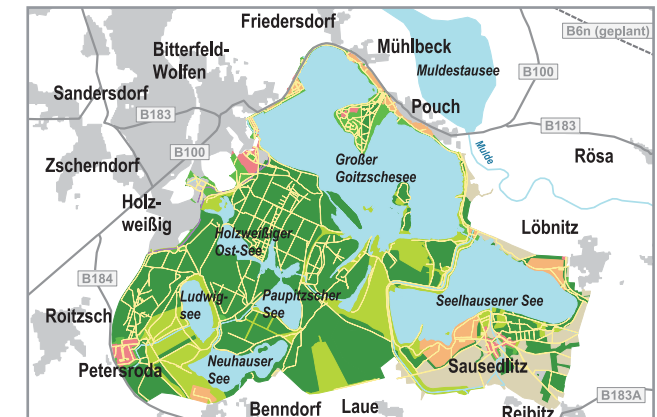 Friedersdorf
B6n (geplant)
Bitterfeld-
Wolfen
Mühlbeck
Muldestausee
B100
Sandersdorf
Pouch
B183
B183
B100
Mulde
Rösa
Zscherndorf
Großer
Goitzschesee
Holz-
weißig
Löbnitz
Holzweißiger
Ost-See
B184
Ludwig-
see
Paupitzscher
See
Seelhausener See
Roitzsch
Petersroda
Neuhauser
See
Sausedlitz
B183A
Benndorf
Laue
Reibitz